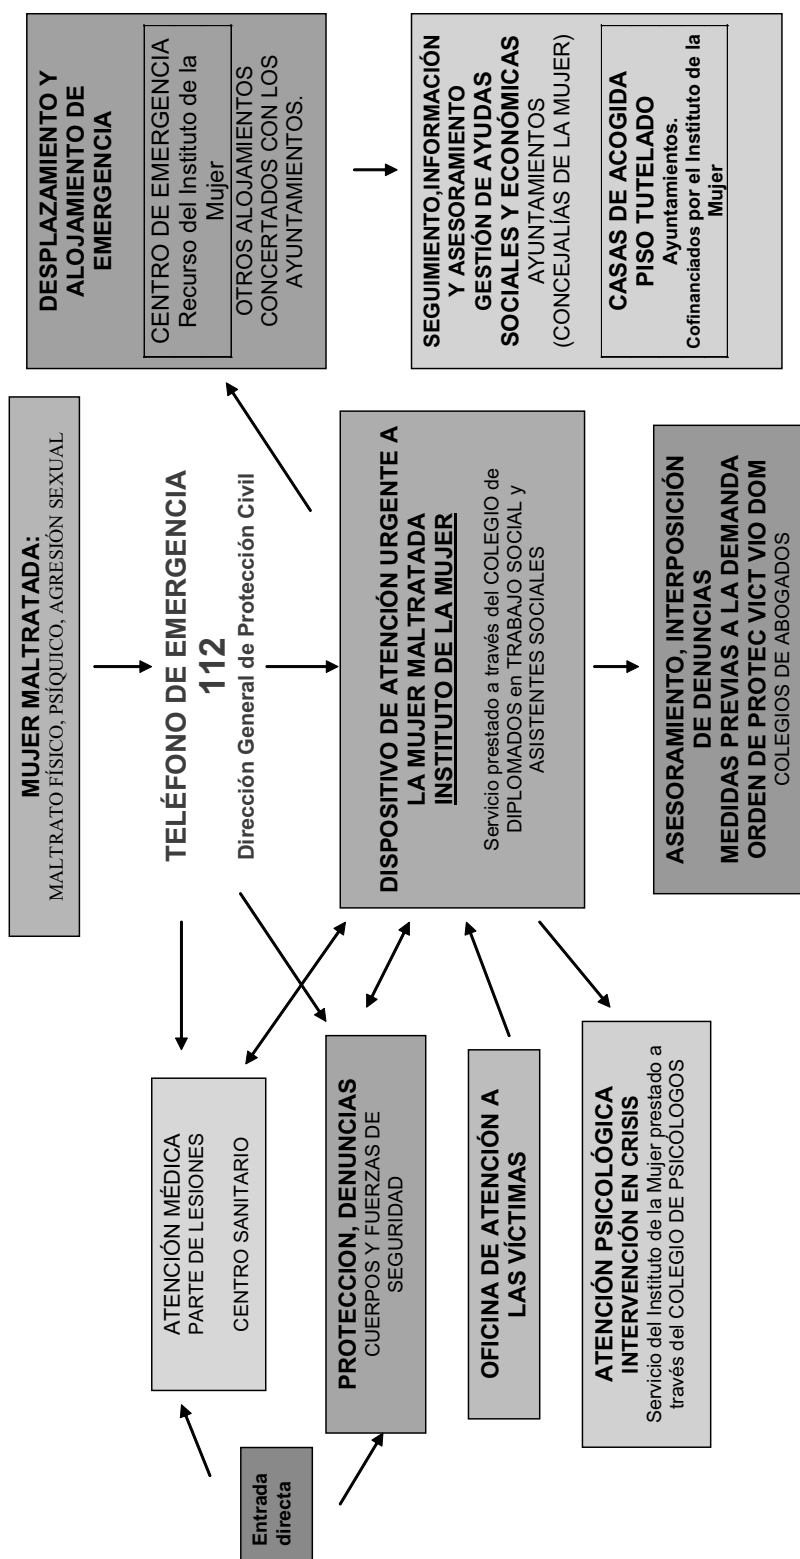 MUJER MALTRATADA:
MALTRATO FÍSICO, PSÍQUICO, AGRESIÓN SEXUAL
TELÉFONO DE EMERGENCIA
112
Dirección General de Protección Civil
DESPLAZAMIENTO Y
ALOJAMIENTO DE
EMERGENCIA
CENTRO DE EMERGENCIA
Recurso del Instituto de la
Mujer
OTROS ALOJAMIENTOS
CONCERTADOS CON LOS
AYUNTAMIENTOS.
Entrada
directa
ATENCIÓN MÉDICA
PARTE DE LESIONES
CENTRO SANITARIO
PROTECCION, DENUNCIAS
CUERPOS Y FUERZAS DE
SEGURIDAD
OFICINA DE ATENCIÓN A
LAS VÍCTIMAS
ATENCIÓN PSICOLÓGICA
INTERVENCIÓN EN CRISIS
Servicio del Instituto de la Mujer prestado a
través del COLEGIO DE PSICÓLOGOS
DISPOSITIVO DE ATENCIÓN URGENTE A
LA MUJER MALTRATADA
INSTITUTO DE LA MUJER
Servicio prestado a través del COLEGIO de
DIPLOMADOS en TRABAJO SOCIAL y
ASISTENTES SOCIALES
SEGUIMIENTO,INFORMACIÓN
Y ASESORAMIENTO
GESTIÓN DE AYUDAS
SOCIALES Y ECONÓMICAS
AYUNTAMIENTOS
(CONCEJALÍAS DE LA MUJER)
CASAS DE ACOGIDA
PISO TUTELADO
Ayuntamientos.
Cofinanciados por el Instituto de la
Mujer
ASESORAMIENTO, INTERPOSICIÓN
DE DENUNCIAS
MEDIDAS PREVIAS A LA DEMANDA
ORDEN DE PROTEC VICT VIO DOM
COLEGIOS DE ABOGADOS